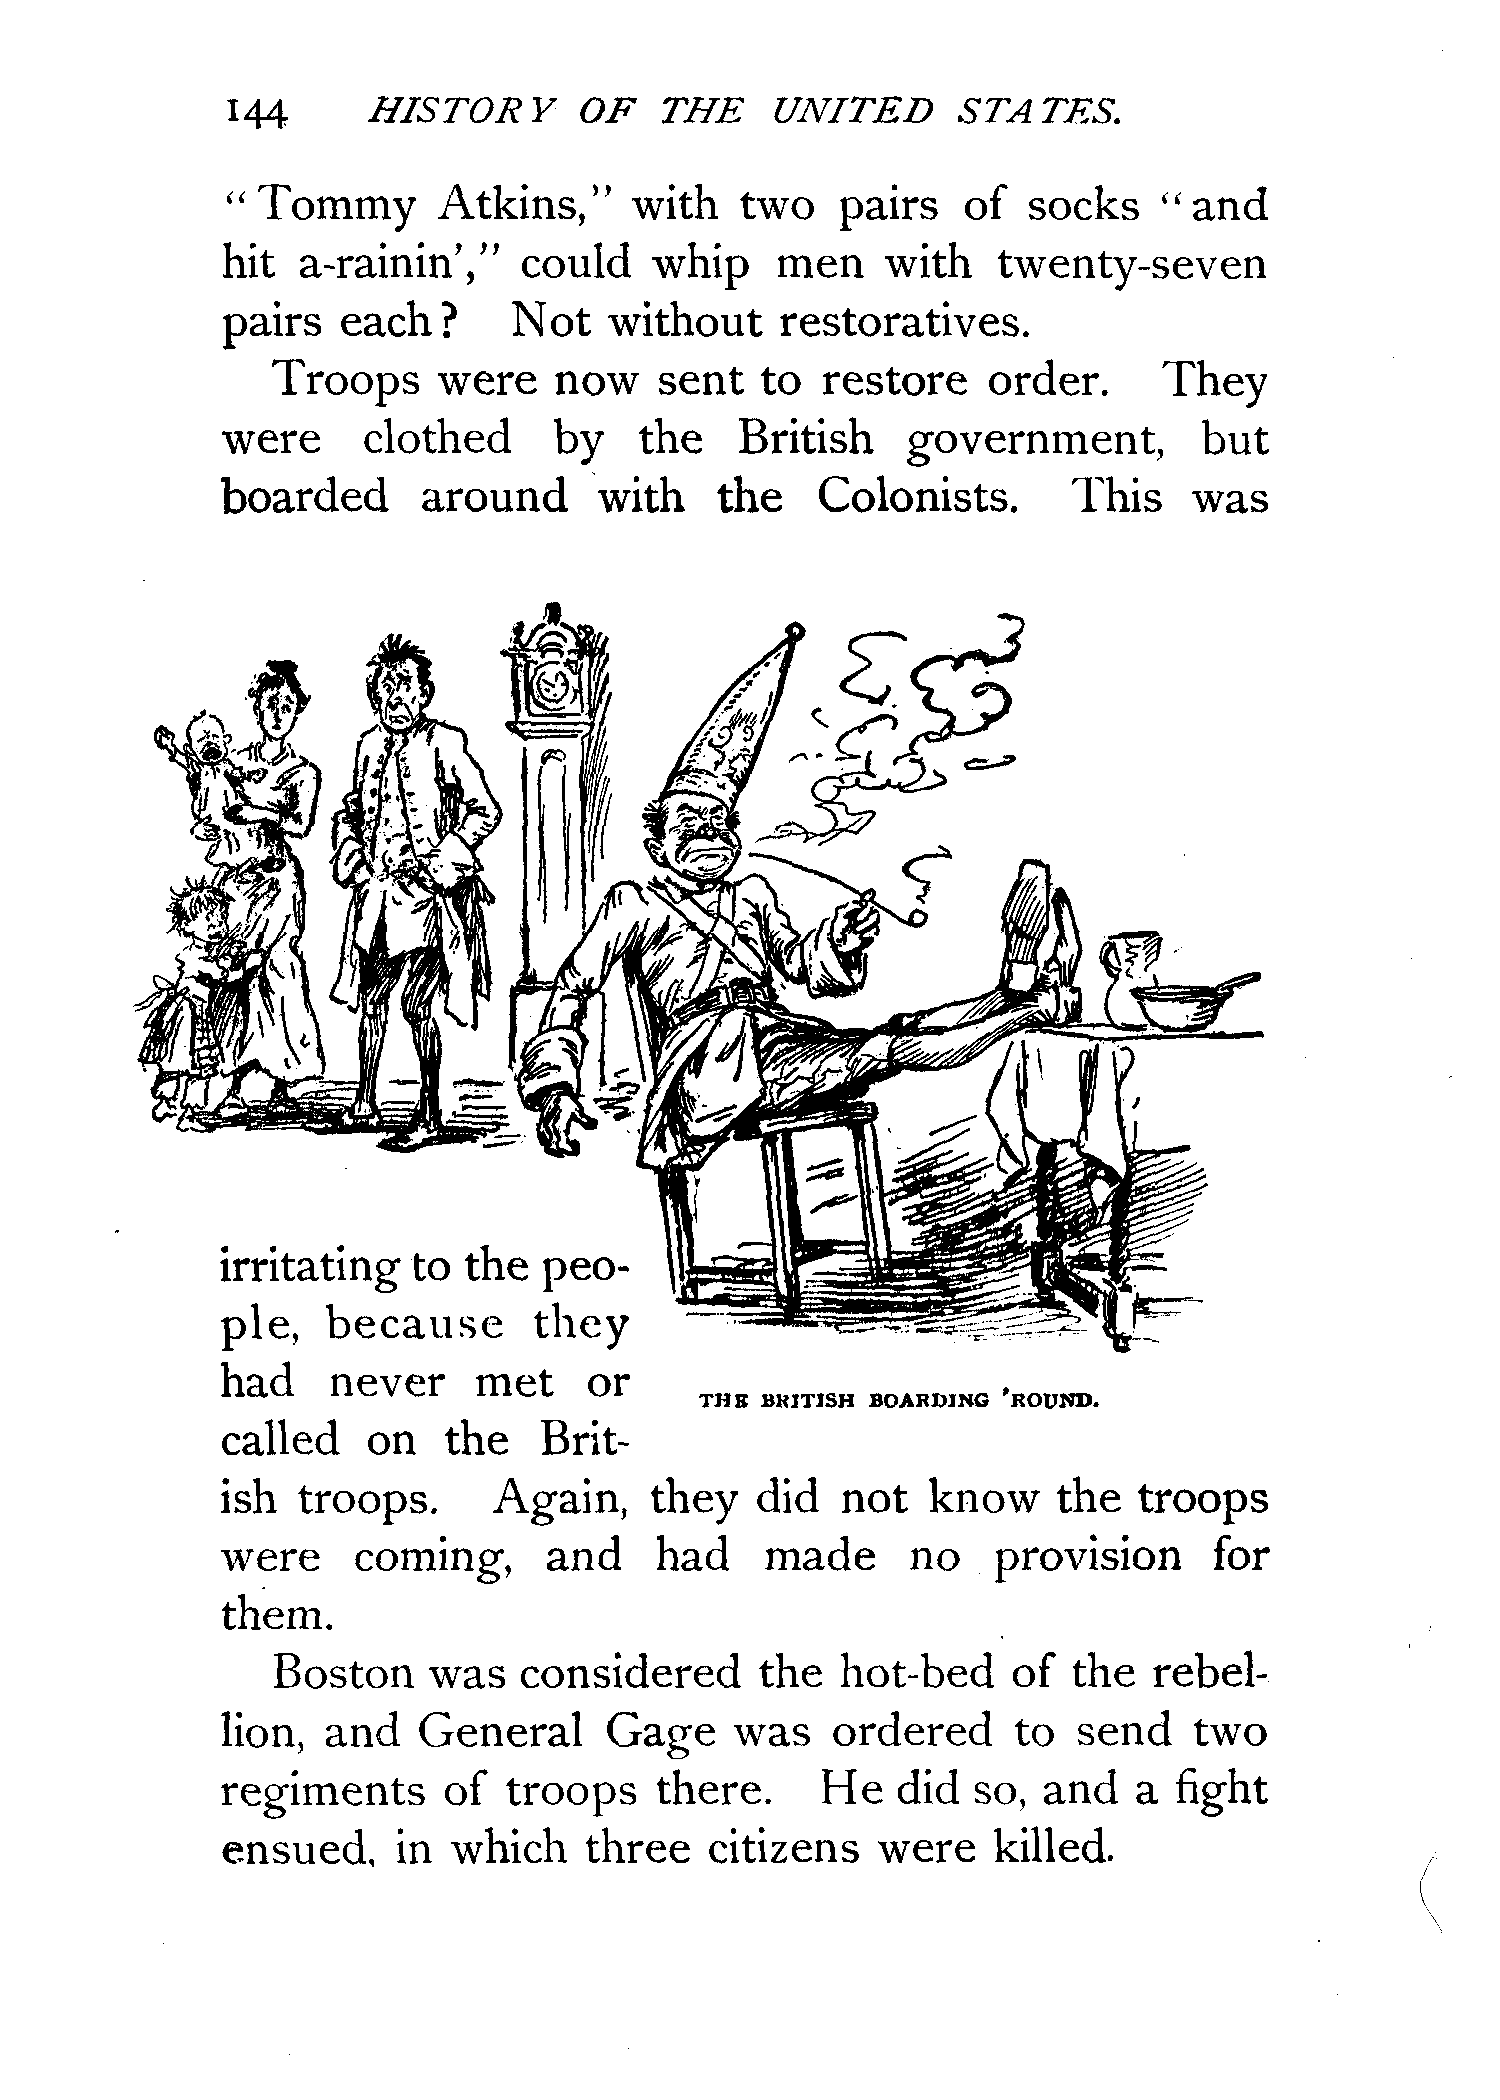 144 HISTORY OF THE UNITED STATES.
“Tommy Atkins,” with two pairs of socks “and
hit a-rainin’,” could whip men with twenty-seven
pairs each? Not without restoratives.
Troops were now sent to restore order. They
were clothed by the British government, but
boarded around with the Colonists. This was
irritating to the peo-
ple, because they
had never met or
called on the Brit-
ish troops. Again, they did not know the troops
were coming, and had made no provision for
them.
THE BRITISH BOARDING ’ROUND.
Boston was considered the hot-bed of the rebel-
lion, and General Gage was ordered to send two
regiments of troops there. He did so, and a fight
ensued, in which three citizens were killed.